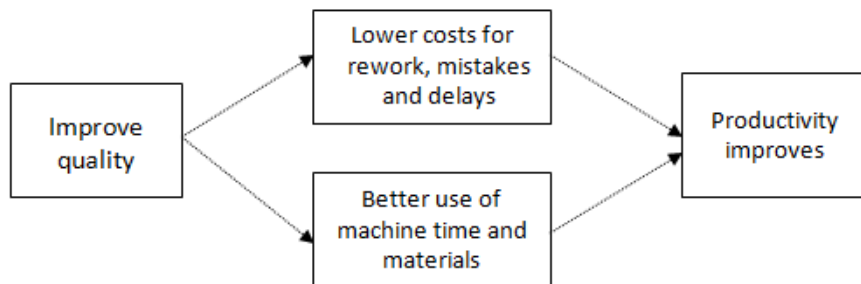 Improve
quality
Lower costs for
rework, mistakes
and delays
Better use of
machine time and
materials
Productivity
improves